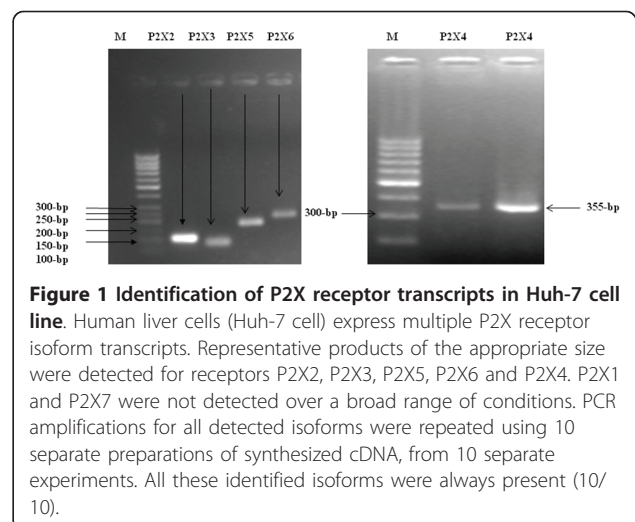 M P2X2 P2X3 P2X5 P2X6
M P2X4 P2X4
300-bp
250-bp
200-bp
150-bp
100-bp
300-bp
355-bp
Figure 1 Identification of P2X receptor transcripts in Huh-7 cell
line. Human liver cells (Huh-7 cell) express multiple P2X receptor
isoform transcripts. Representative products of the appropriate size
were detected for receptors P2X2, P2X3, P2X5, P2X6 and P2X4. P2X1
and P2X7 were not detected over a broad range of conditions. PCR
amplifications for all detected isoforms were repeated using 10
separate preparations of synthesized cDNA, from 10 separate
experiments. All these identified isoforms were always present (10/
10).